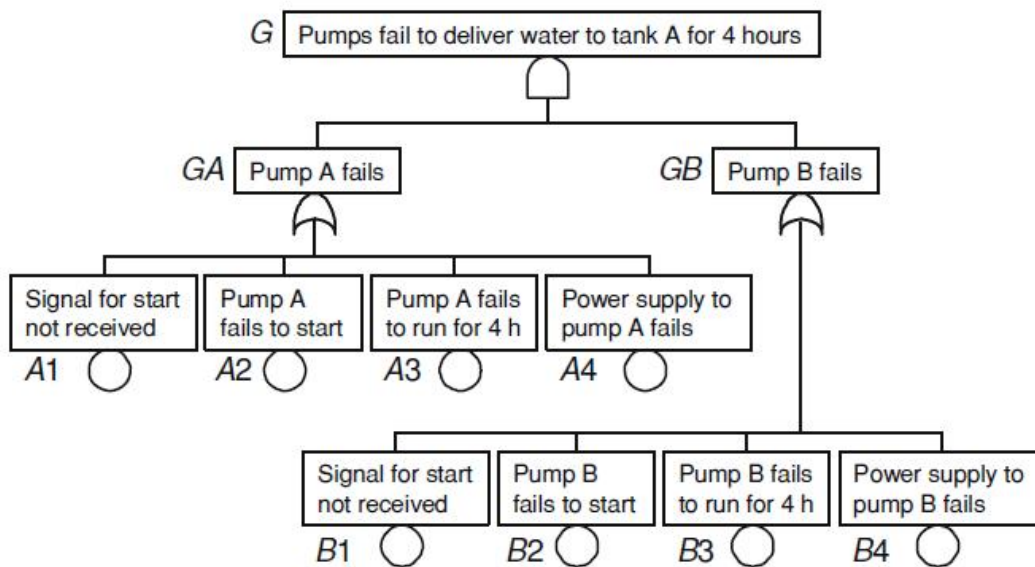 G Pumps fail to deliver water to tank A for 4 hours
GA Pump A fails
GB Pump B fails
Signal for start
not received
A1
Pump A
fails to start
A2
Pump A fails
to run for 4 h
A3
Power supply to
pump A fails
A4
Signal for start
not received
B1
Pump B
fails to start
B2
Pump B fails
to run for 4 h
B3
Power supply to
pump B fails
B4